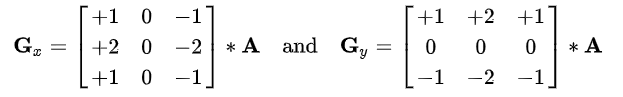 G_x = [+1 0 −1; +2 0 −2; +1 0 −1] ∗ A and G_y = [+1 +2 +1; 0 0 0; −1 −2 −1] ∗ A